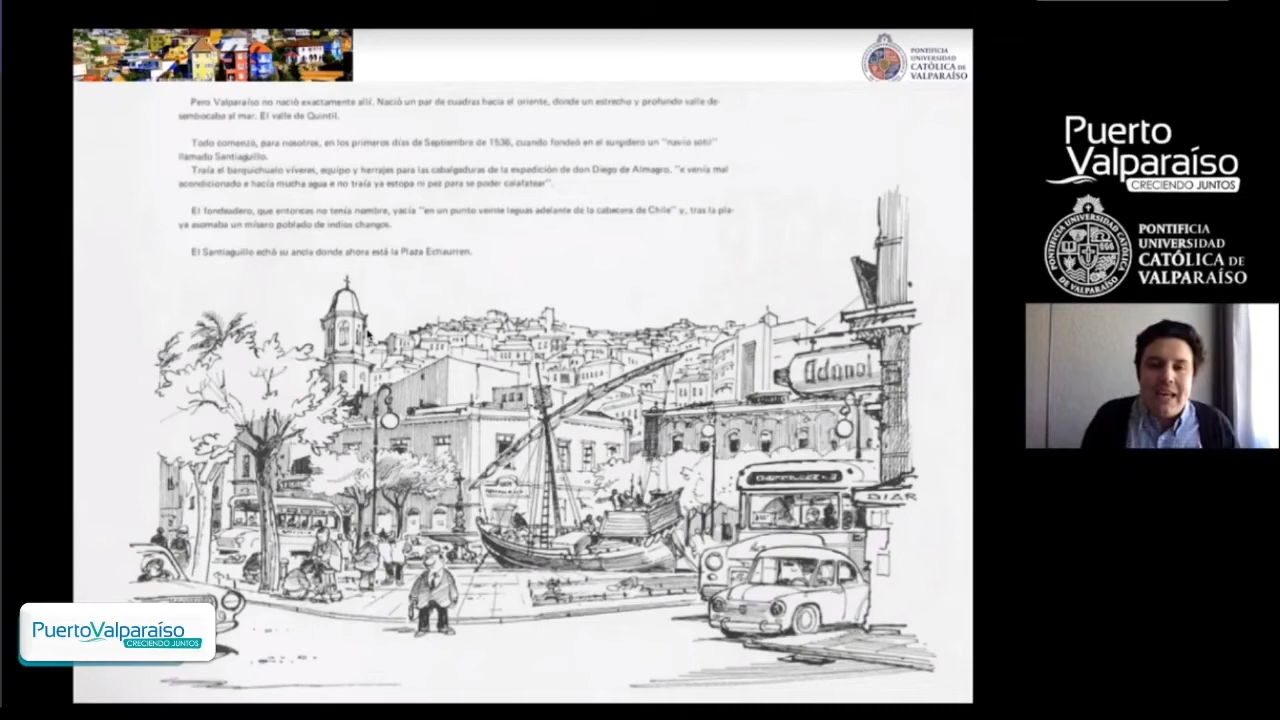 PONTIFICIA
UNIVERSIDAD
CATÓLICA DE
VALPARAÍSO
Pero Valparaíso no nació exactamente allí. Nació un par de cuadras hacia el oriente, donde un estrecho y profundo valle de-
sembocaba al mar. El valle de Quintil.
Todo comenzó, para nosotros, en los primeros días de Septiembre de 1536, cuando fondeó en el surgidero un "navío sotil"
llamado Santiaguillo.
Traía el barquichuelo víveres, equipo y herrajes para las cabalgaduras de la expedición de don Diego de Almagro, "e venía mal
acondicionado e hacía mucha agua e no traía ya estopa ni pez para se poder calafatear".
El fondeadero, que entonces no tenía nombre, yacía "en un punto veinte leguas adelante de la cabecera de Chile" y, tras la pla-
ya asomaba un mísero poblado de indios changos.
El Santiaguillo echó su ancla donde ahora está la Plaza Echaurren.
Odono
DIAR
Puerto
Valparaíso
CRECIENDO JUNTOS
PONTIFICIA
UNIVERSIDAD
CATÓLICA DE
VALPARAÍSO
PuertoValparaíso
CRECIENDO JUNTOS